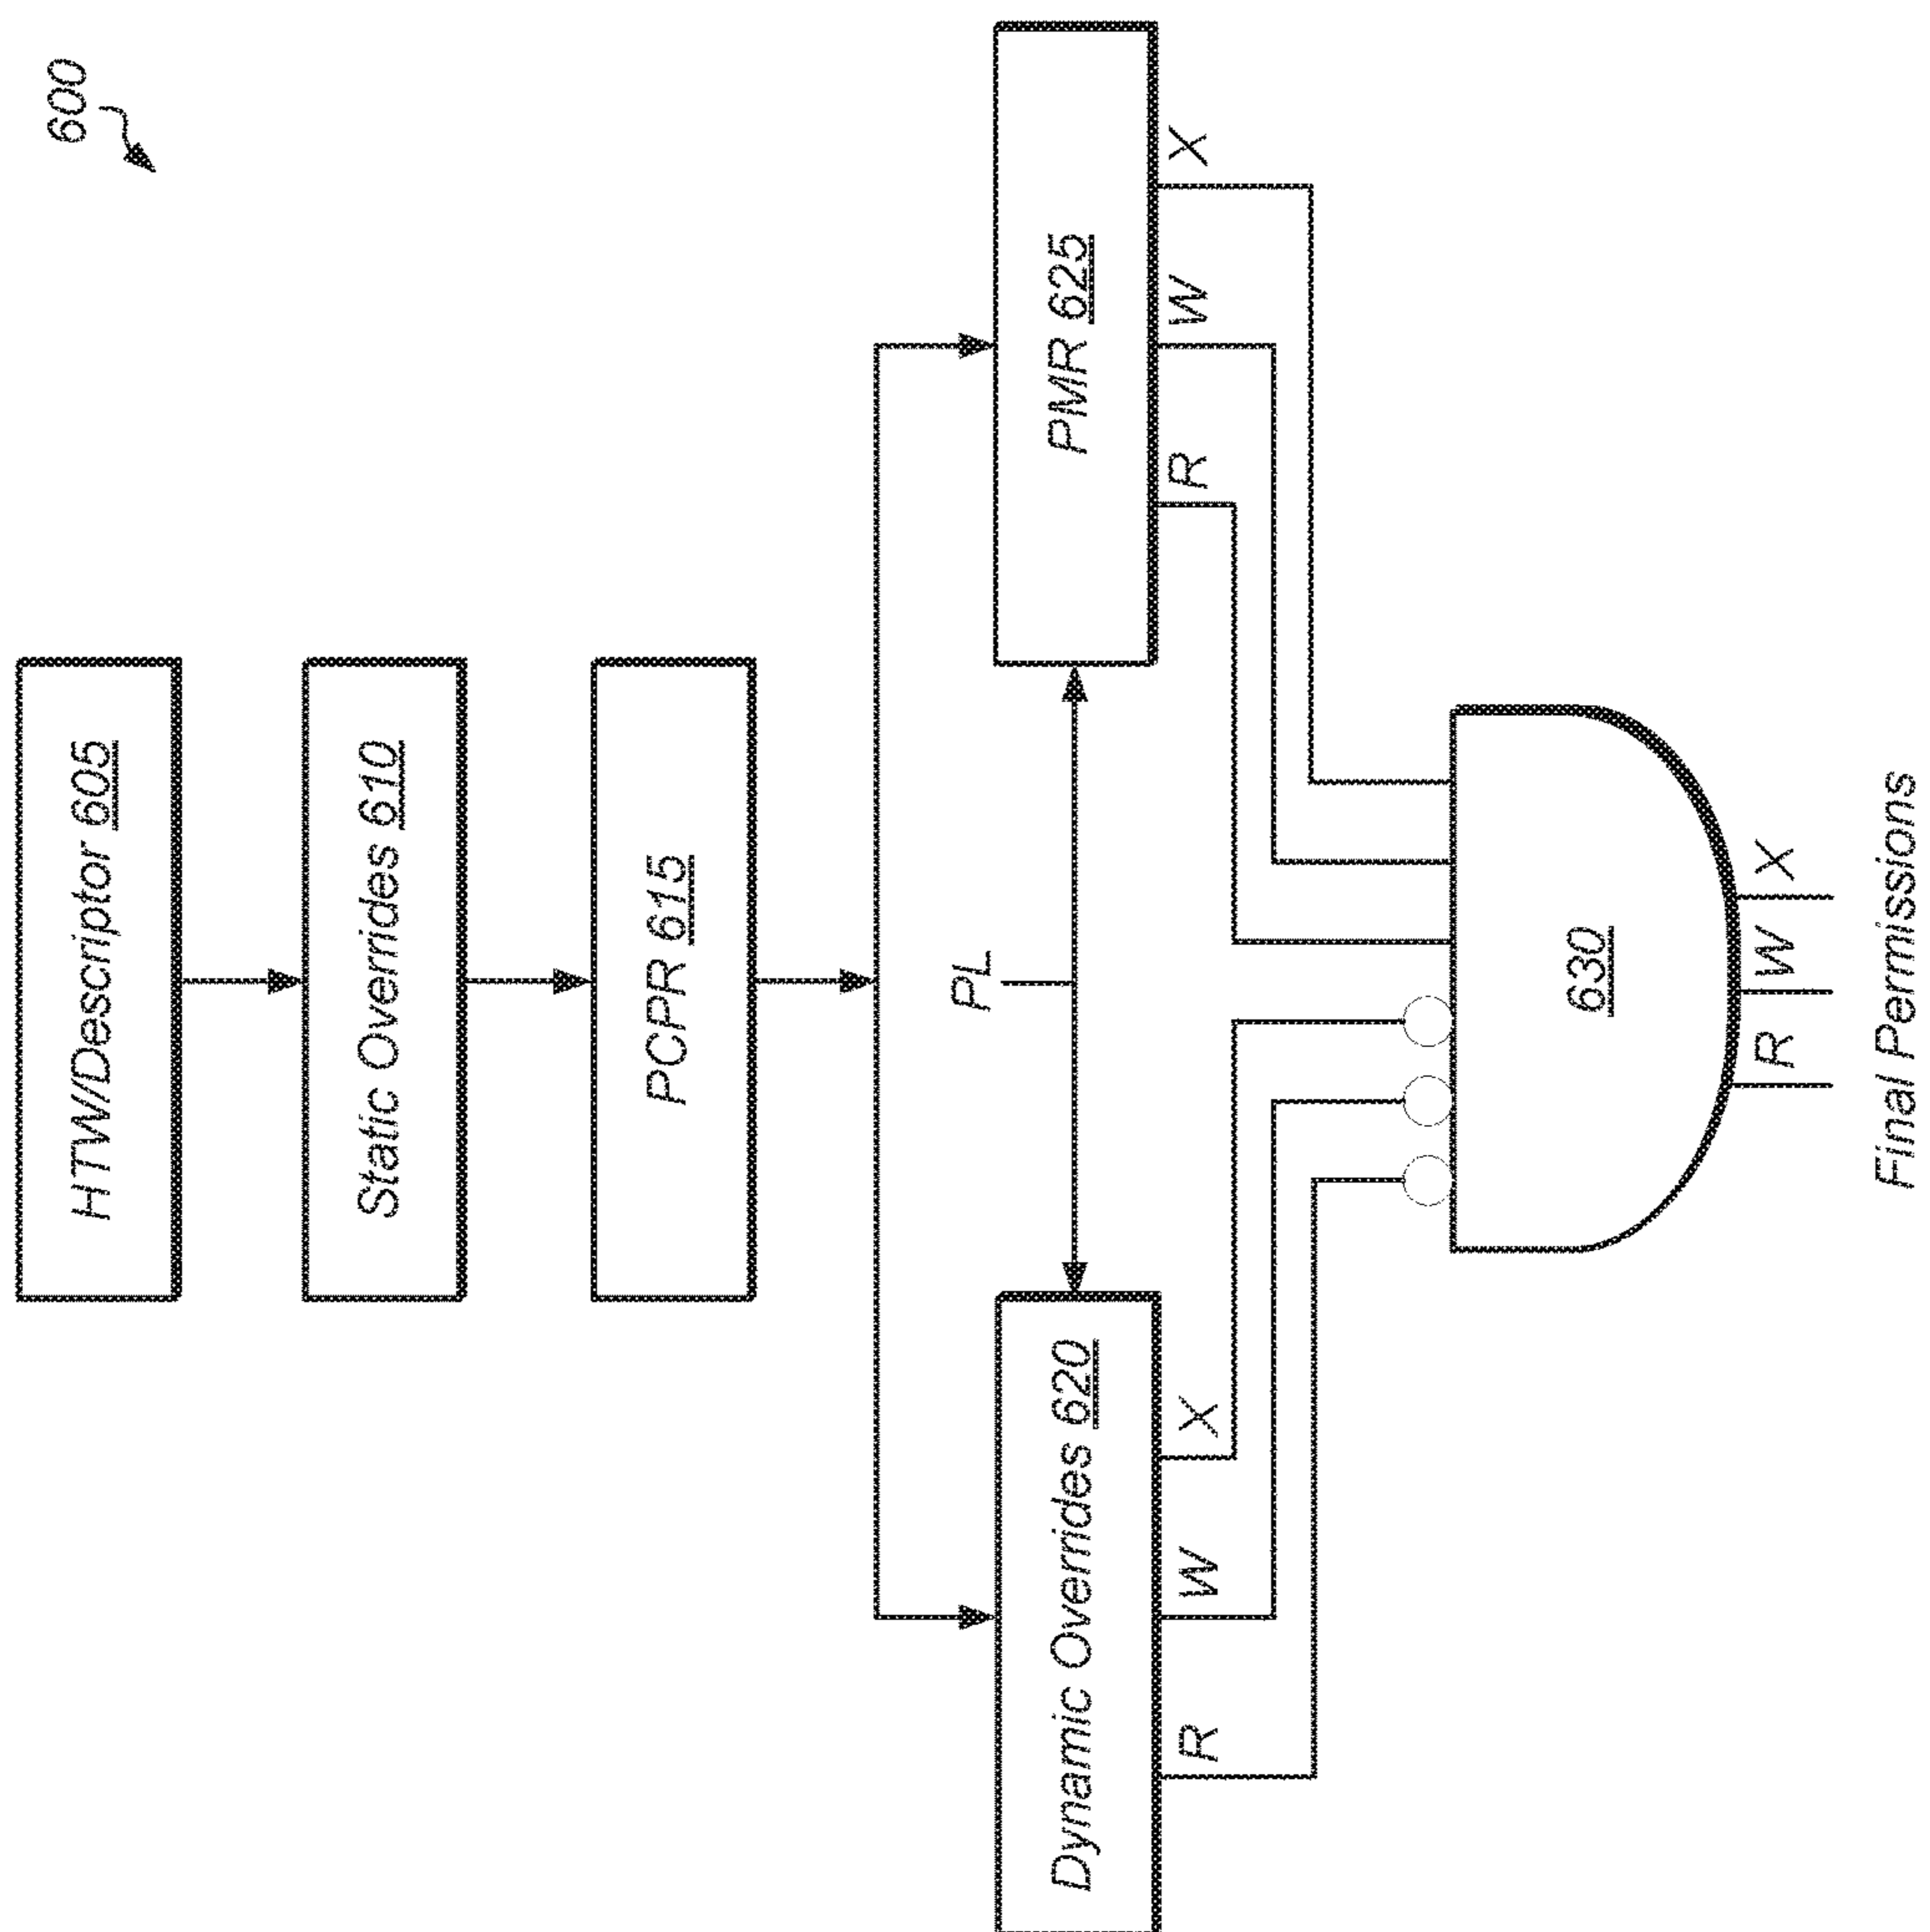 600
HTW/Descriptor 605
Static Overrides 610
PCPR 615
PL
Dynamic Overrides 620
PMR 625
R W X
R W X
630
R W X
Final Permissions